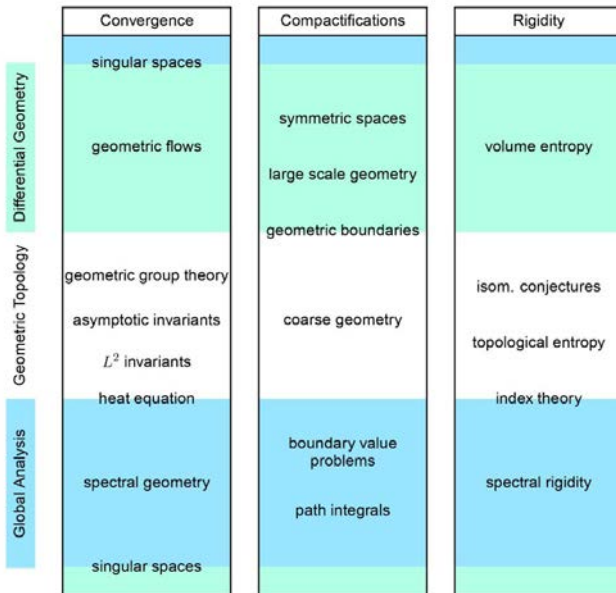 Convergence
Compactifications
Rigidity
Differential Geometry
Geometric Topology
Global Analysis
singular spaces
geometric flows
geometric group theory
asymptotic invariants
L² invariants
heat equation
spectral geometry
singular spaces
symmetric spaces
large scale geometry
geometric boundaries
coarse geometry
boundary value
problems
path integrals
volume entropy
isom. conjectures
topological entropy
index theory
spectral rigidity